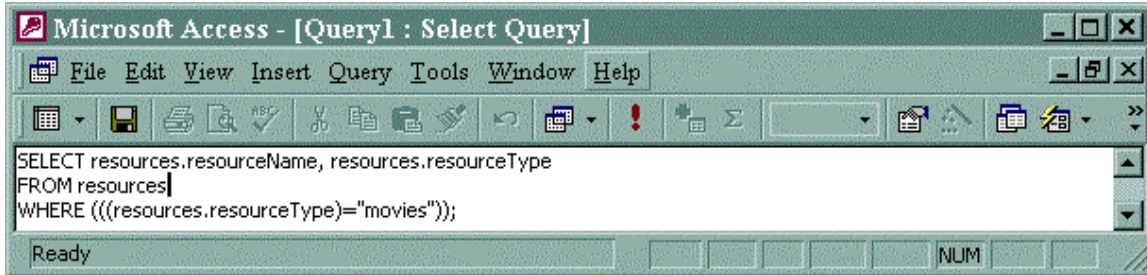 Microsoft Access - [Query1 : Select Query]
File Edit View Insert Query Tools Window Help
ABC
SELECT resources.resourceName, resources.resourceType
FROM resources
WHERE (((resources.resourceType)="movies"));
Ready NUM